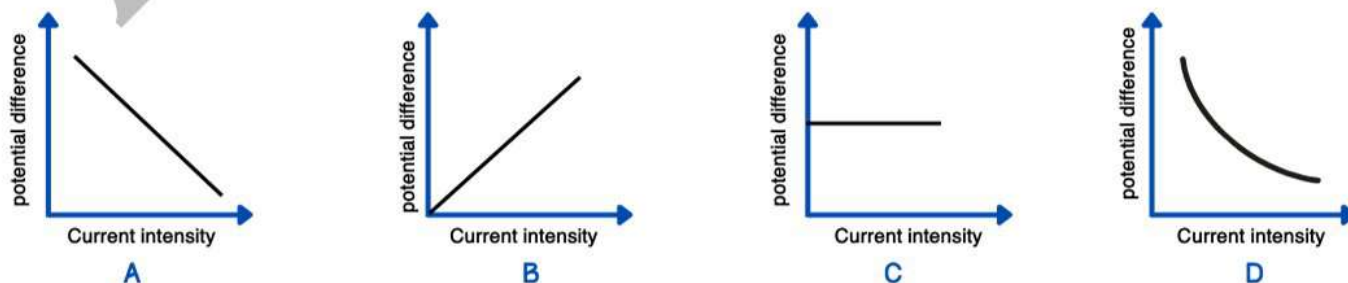 potential difference
Current intensity
A
potential difference
Current intensity
B
potential difference
Current intensity
C
potential difference
Current intensity
D